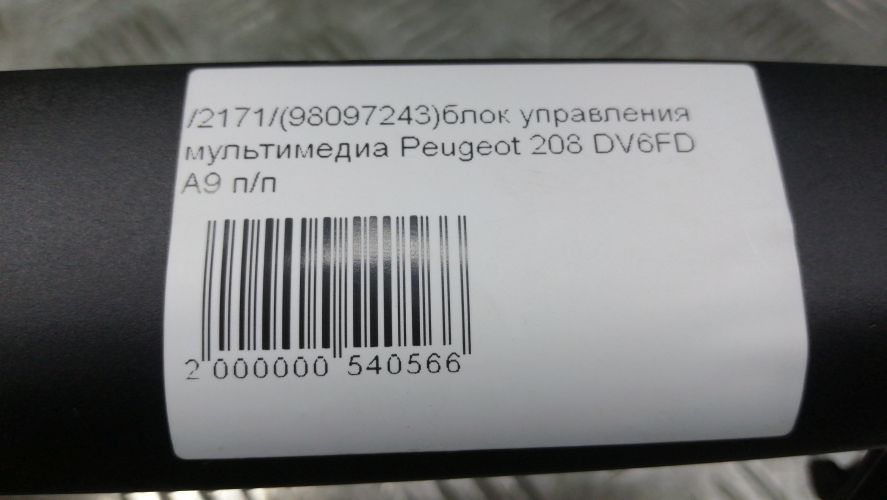 /2171/(98097243)блок управления
мультимедиа Peugeot 208 DV6FD
A9 п/п
2 000000 540566